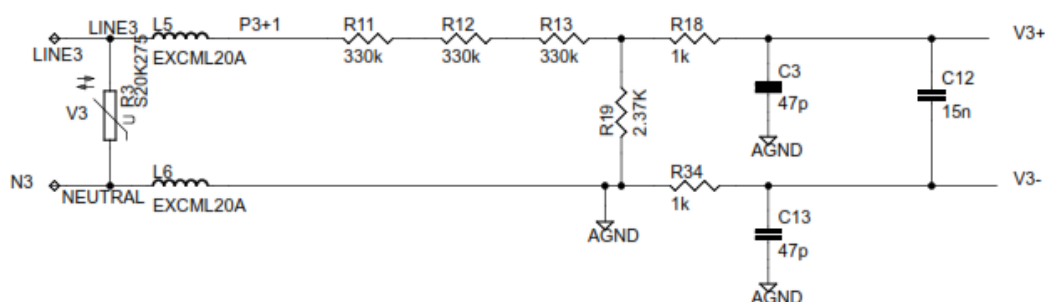 LINE3
LINE3
L5
EXCML20A
P3+1
R11
330k
R12
330k
R13
330k
R18
1k
V3+
V3
U
R3
S20K275
R19
2.37K
C3
47p
AGND
C12
15n
N3
NEUTRAL
L6
EXCML20A
AGND
R34
1k
V3-
C13
47p
AGND